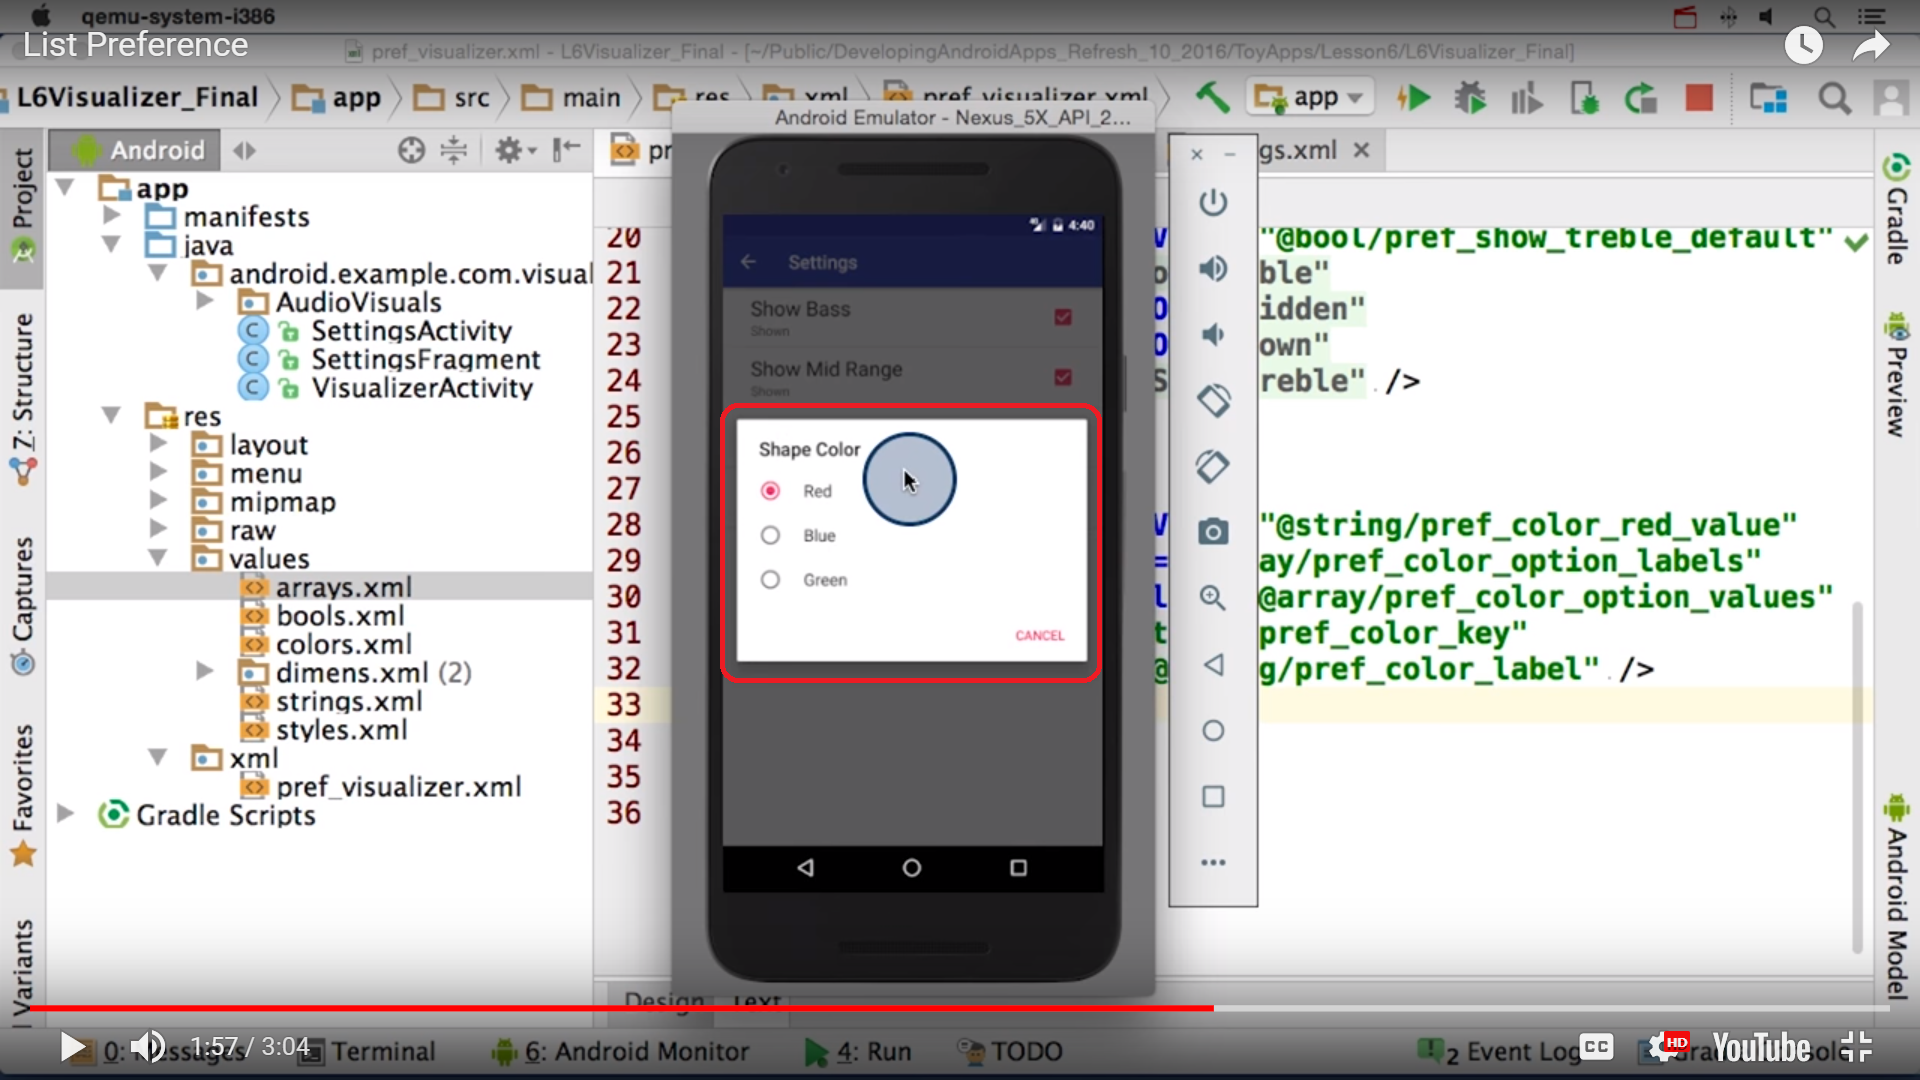 qemu-system-i386
List Preference
pref_visualizer.xml - L6Visualizer_Final - [~/Public/DevelopingAndroidApps_Refresh_10_2016/ToyApps/Lesson6/L6Visualizer_Final]
L6Visualizer_Final
app
src
main
res
xml
pref_visualizer.xml
app
Android Emulator - Nexus_5X_API_2...
Android
pr
gs.xml
Project
Z: Structure
Captures
Favorites
Variants
app
manifests
java
android.example.com.visual
AudioVisuals
SettingsActivity
SettingsFragment
VisualizerActivity
res
layout
menu
mipmap
raw
values
arrays.xml
bools.xml
colors.xml
dimens.xml (2)
strings.xml
styles.xml
xml
pref_visualizer.xml
Gradle Scripts
4:40
Settings
Show Bass
Shown
Show Mid Range
Shown
Shape Color
Red
Blue
Green
CANCEL
20 "@bool/pref_show_treble_default"
21 ble"
22 idden"
23 own"
24 reble" />
25
26
27
28 "@string/pref_color_red_value"
29 ay/pref_color_option_labels"
30 @array/pref_color_option_values"
31 pref_color_key"
32 g/pref_color_label" />
33
34
35
36
Gradle
Preview
Android Model
Design
Text
1:57 / 3:04
0: Messages
Terminal
6: Android Monitor
4: Run
TODO
2 Event Log
CC
HD
YouTube